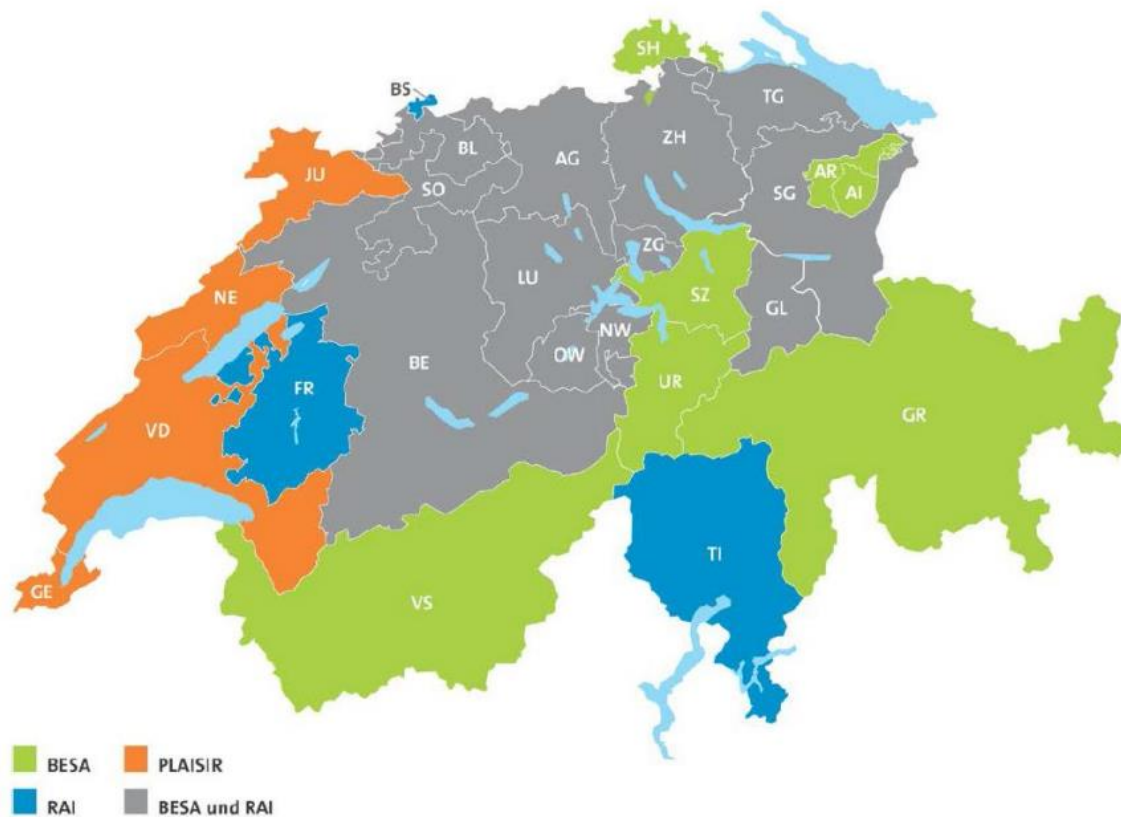 SH
BS
TG
BL
AG
ZH
JU
SO
SG
AR
AI
ZG
LU
SZ
NE
GL
NW
OW
BE
UR
FR
GR
VD
TI
GE
VS
BESA
PLAISIR
RAI
BESA und RAI